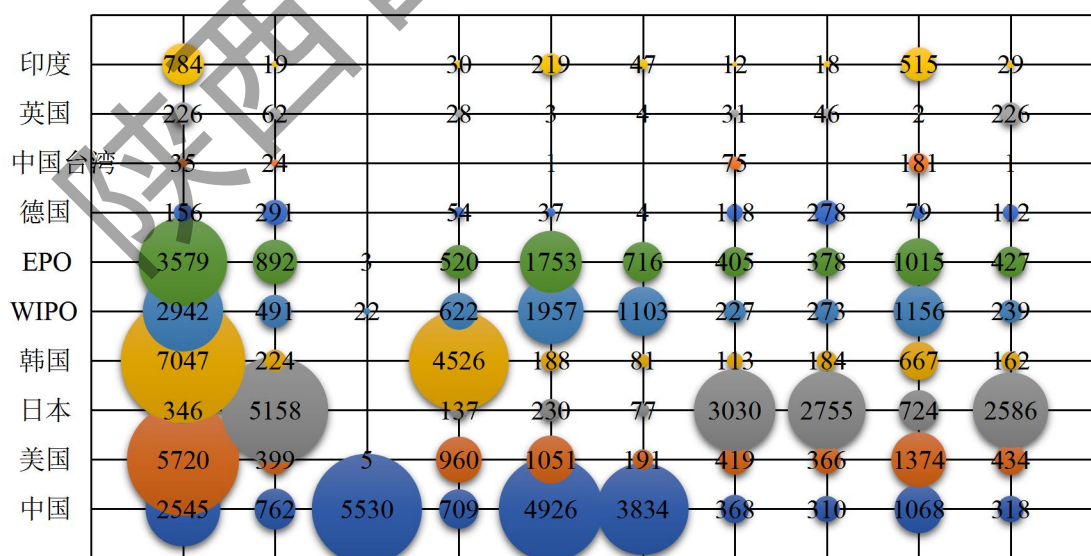 印度 784 19 30 219 47 12 18 515 29
英国 226 62 28 3 4 31 46 2 226
中国台湾 35 24 1 75 181 1
德国 156 291 54 37 4 118 278 79 112
EPO 3579 892 3 520 1753 716 405 378 1015 427
WIPO 2942 491 22 622 1957 1103 227 273 1156 239
韩国 7047 224 4526 188 81 113 184 667 162
日本 346 5158 137 230 77 3030 2755 724 2586
美国 5720 399 5 960 1051 191 419 366 1374 434
中国 2545 762 5530 709 4926 3834 368 310 1068 318
陕西